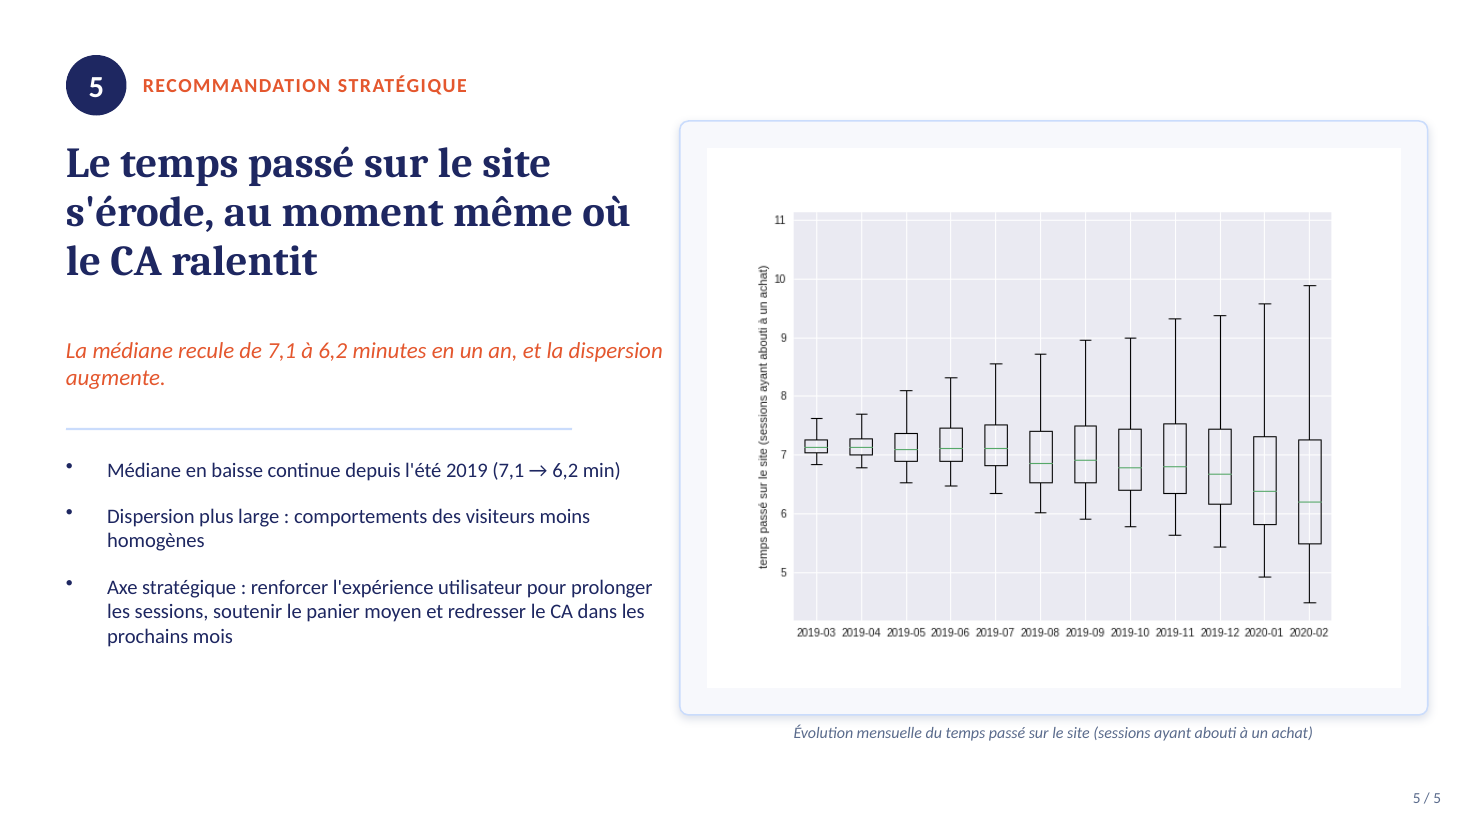 5
RECOMMANDATION STRATÉGIQUE
Le temps passé sur le site
s'érode, au moment même où
le CA ralentit
La médiane recule de 7,1 à 6,2 minutes en un an, et la dispersion
augmente.
• Médiane en baisse continue depuis l'été 2019 (7,1 → 6,2 min)
• Dispersion plus large : comportements des visiteurs moins
homogènes
• Axe stratégique : renforcer l'expérience utilisateur pour prolonger
les sessions, soutenir le panier moyen et redresser le CA dans les
prochains mois
temps passé sur le site (sessions ayant abouti à un achat)
11
10
9
8
7
6
5
2019-03 2019-04 2019-05 2019-06 2019-07 2019-08 2019-09 2019-10 2019-11 2019-12 2020-01 2020-02
Évolution mensuelle du temps passé sur le site (sessions ayant abouti à un achat)
5 / 5